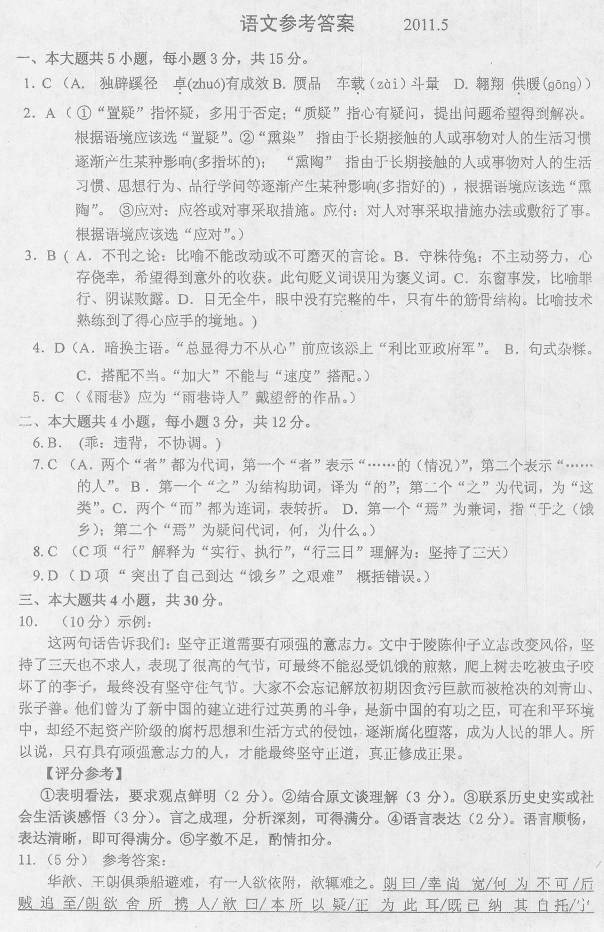 语文参考答案 2011.5
一、本大题共5小题，每小题3分，共15分。
1. C （A. 独辟蹊径 卓(zhuó)有成效 B. 赝品 车载（zài）斗量 D. 翱翔 供暖(gōng)）
2. A（ ①“置疑”指怀疑，多用于否定；“质疑”指心有疑问，提出问题希望得到解决。
根据语境应该选“置疑”。②“熏染” 指由于长期接触的人或事物对人的生活习惯
逐渐产生某种影响(多指坏的)； “熏陶” 指由于长期接触的人或事物对人的生活
习惯、思想行为、品行学问等逐渐产生某种影响(多指好的) ，根据语境应该选“熏
陶”。 ③应对：应答或对事采取措施。应付：对人对事采取措施办法或敷衍了事。
根据语境应该选“应对”。）
3. B ( A. 不刊之论：比喻不能改动或不可磨灭的言论。B. 守株待兔：不主动努力，心
存侥幸，希望得到意外的收获。此句贬义词误用为褒义词。C. 东窗事发，比喻罪
行、阴谋败露。D. 目无全牛，眼中没有完整的牛，只有牛的筋骨结构。比喻技术
熟练到了得心应手的境地。)
4. D（A. 暗换主语。“总显得力不从心”前应该添上“利比亚政府军”。 B. 句式杂糅。
C. 搭配不当。“加大”不能与“速度”搭配。）
5. C （《雨巷》应为“雨巷诗人”戴望舒的作品。）
二、本大题共4小题，每小题3分，共12分。
6. B. （乖：违背，不协调。）
7. C （A. 两个“者”都为代词，第一个“者”表示“……的（情况）”，第二个表示“……
的人”。 B . 第一个“之”为结构助词，译为“的”；第二个“之”为代词，为“这
类”。C. 两个“而”都为连词，表转折。 D. 第一个“焉”为兼词，指“于之（饿
乡）；第二个“焉”为疑问代词，何，为什么。）
8. C （C项“行”解释为“实行、执行”，“行三日”理解为：坚持了三天）
9. D （ D项 “ 突出了自己到达“饿乡”之艰难” 概括错误。）
三、本大题共4小题，共30分。
10. （10分）示例：
这两句话告诉我们：坚守正道需要有顽强的意志力。文中于陵陈仲子立志改变风俗，坚
持了三天也不求人，表现了很高的气节，可最终不能忍受饥饿的煎熬，爬上树去吃被虫子咬
坏了的李子，最终没有坚守住气节。大家不会忘记解放初期因贪污巨款而被枪决的刘青山、
张子善。他们曾为了新中国的建立进行过英勇的斗争，是新中国的有功之臣，可在和平环境
中，却经不起资产阶级的腐朽思想和生活方式的侵蚀，逐渐腐化堕落，成为人民的罪人。所
以说，只有具有顽强意志力的人，才能最终坚守正道，真正修成正果。
【评分参考】
①表明看法，要求观点鲜明（2 分）。②结合原文谈理解（3 分）。③联系历史史实或社
会生活谈感悟（3分）。言之成理，分析深刻，可得满分。④语言表达（2分）。语言顺畅，
表达清晰，即可得满分。⑤字数不足，酌情扣分。
11.（5分） 参考答案：
华歆、王朗俱乘船避难，有一人欲依附，歆辄难之。朗曰/幸尚 宽/何 为 不 可 /后
贼 追 至/朗欲 舍 所 携 人/ 歆 曰/ 本 所 以 疑/正 为 此 耳/既 已 纳 其 自 托/